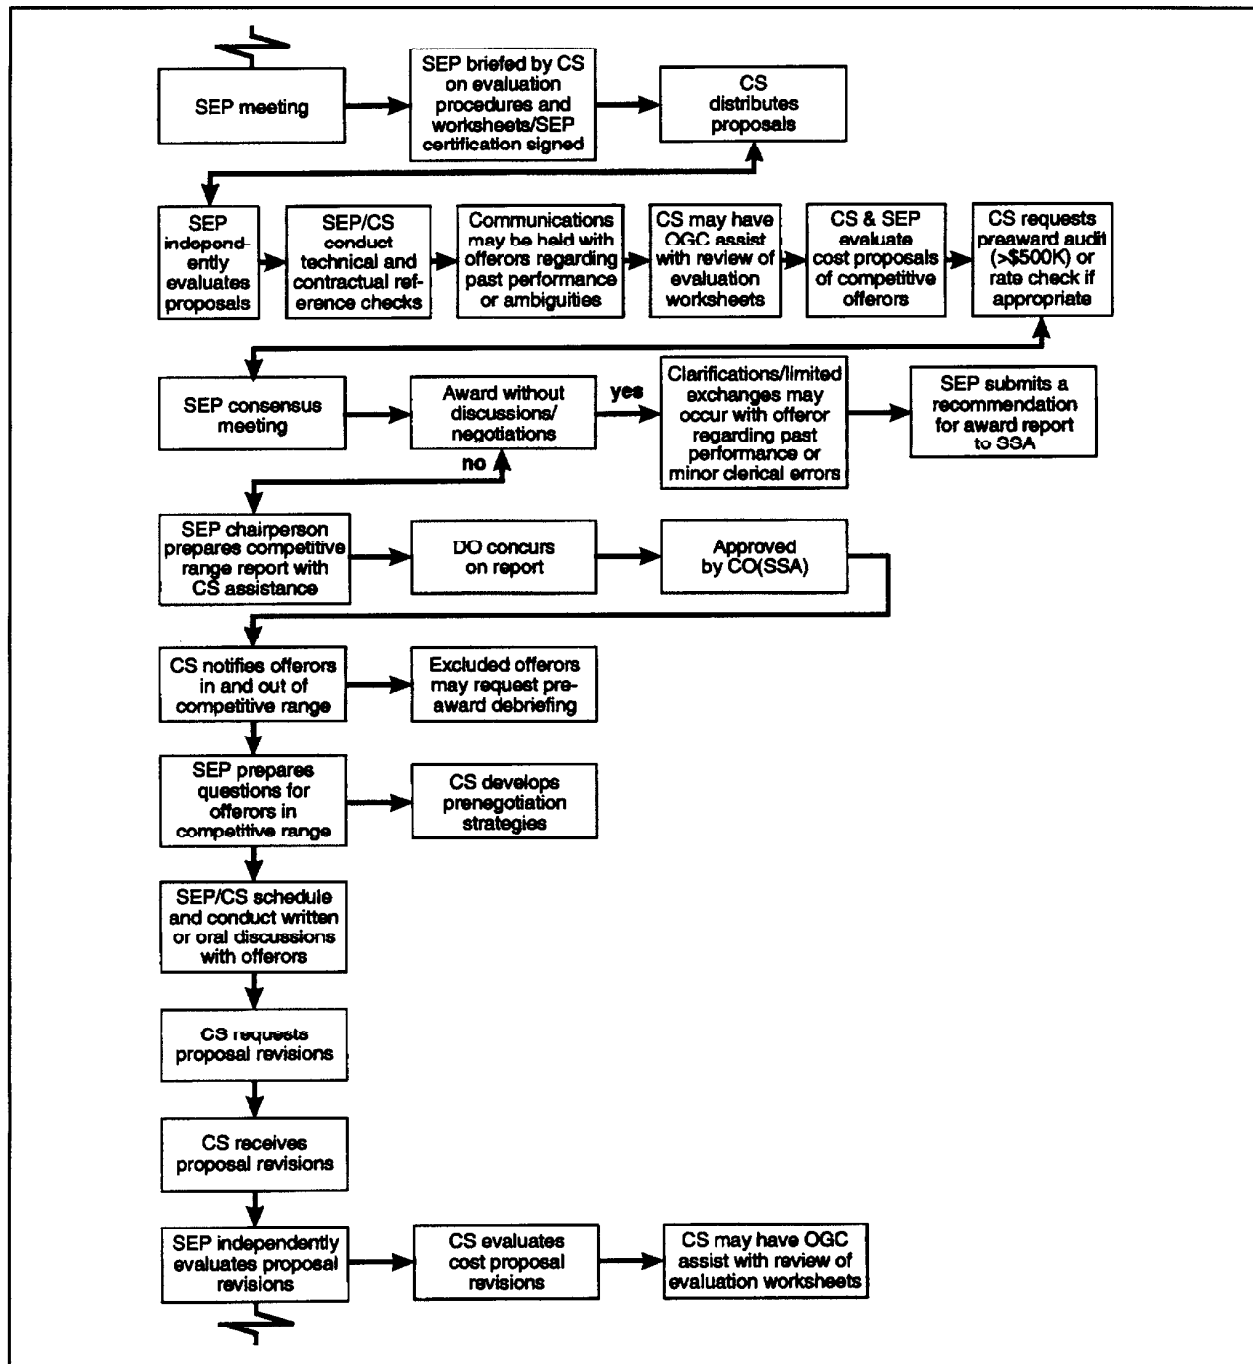 SEP meeting
SEP briefed by CS
on evaluation
procedures and
worksheets/SEP
certification signed
CS
distributes
proposals
SEP
independ-
ently
evaluates
proposals
SEP/CS
conduct
technical and
contractual ref-
erence checks
Communications
may be held with
offerors regarding
past performance
or ambiguities
CS may have
OGC assist
with review of
evaluation
worksheets
CS & SEP
evaluate
cost proposals
of competitive
offerors
CS requests
preaward audit
(>$500K) or
rate check if
appropriate
SEP consensus
meeting
Award without
discussions/
negotiations
yes
no
Clarifications/limited
exchanges may
occur with offeror
regarding past
performance or
minor clerical errors
SEP submits a
recommendation
for award report
to SSA
SEP chairperson
prepares competitive
range report with
CS assistance
DO concurs
on report
Approved
by CO(SSA)
CS notifies offerors
in and out of
competitive range
Excluded offerors
may request pre-
award debriefing
SEP prepares
questions for
offerors in
competitive range
CS develops
prenegotiation
strategies
SEP/CS schedule
and conduct written
or oral discussions
with offerors
CS requests
proposal revisions
CS receives
proposal revisions
SEP independently
evaluates proposal
revisions
CS evaluates
cost proposal
revisions
CS may have OGC
assist with review of
evaluation worksheets